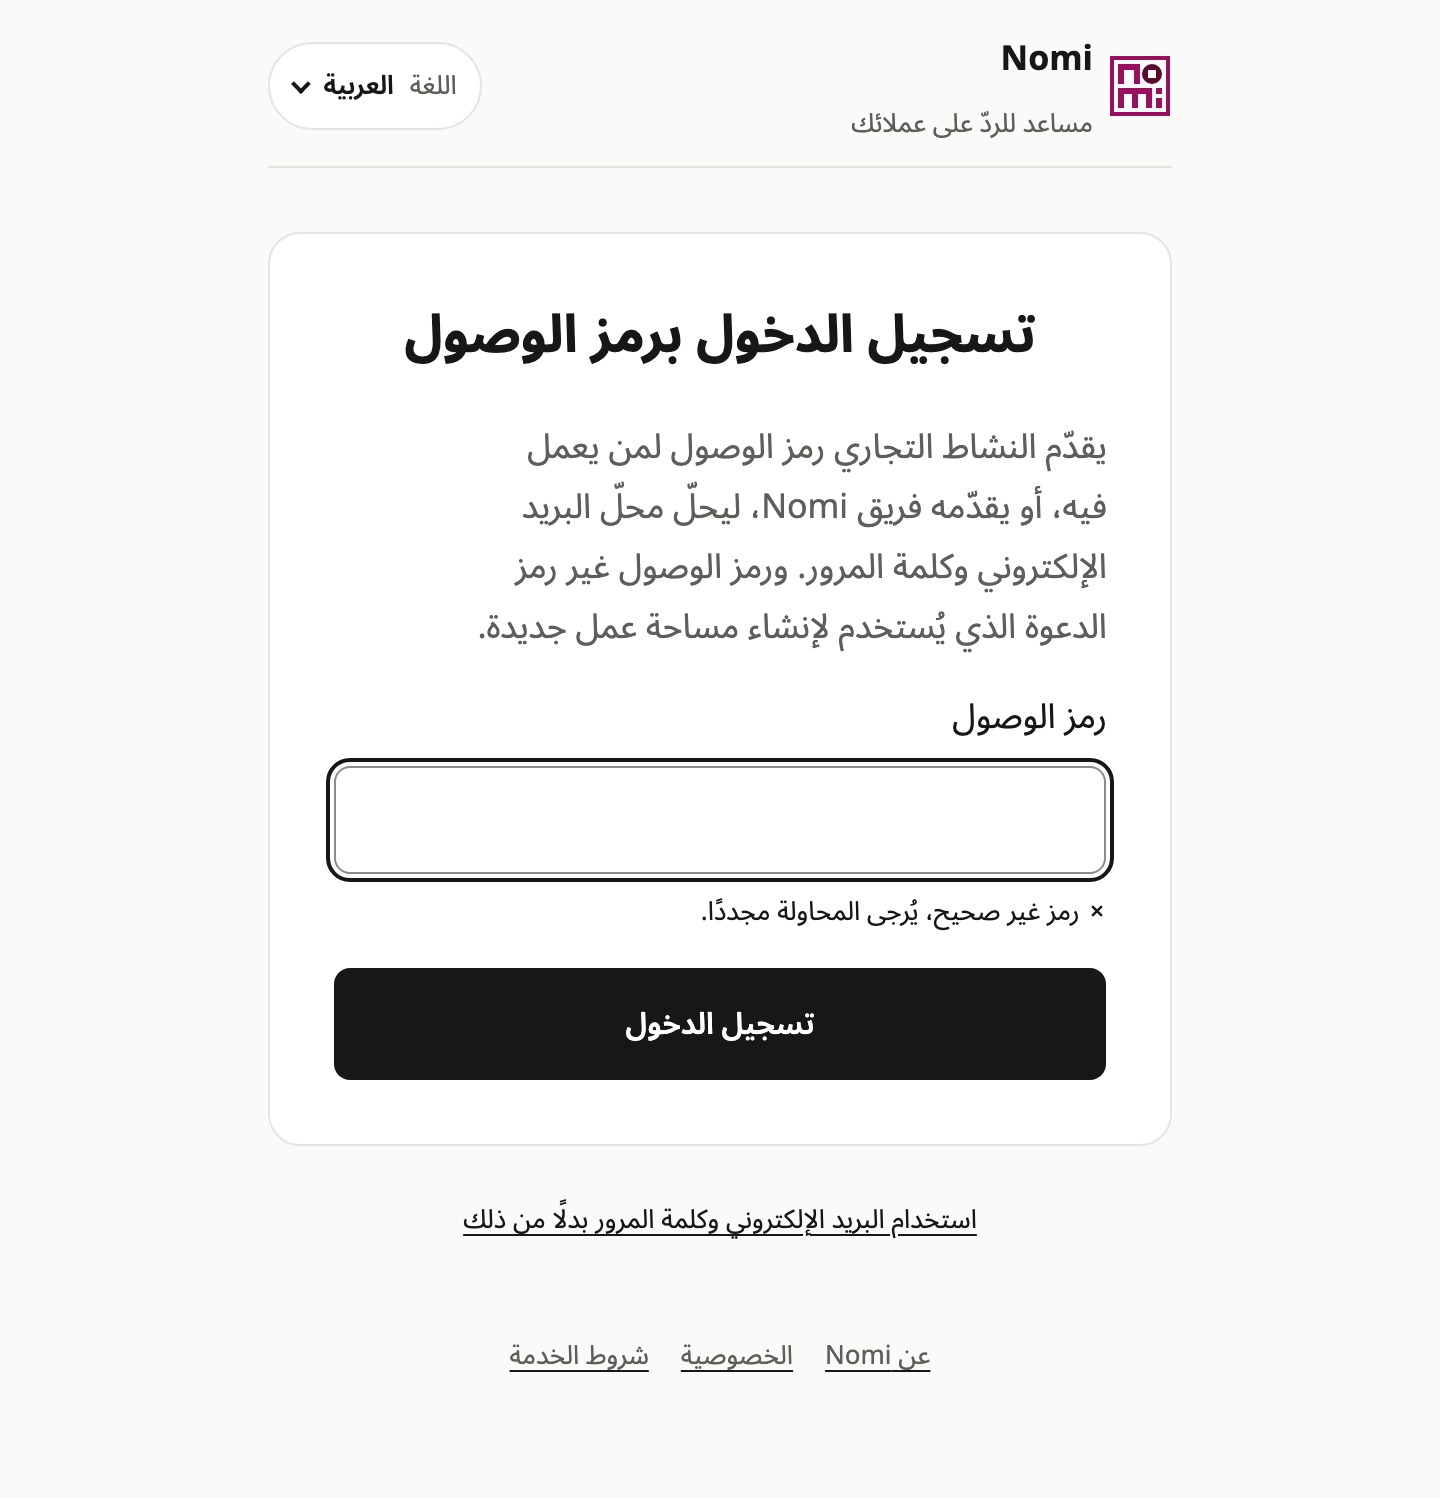 Nomi
مساعد للردّ على عملائك
اللغة العربية
تسجيل الدخول برمز الوصول
يقدّم النشاط التجاري رمز الوصول لمن يعمل
فيه، أو يقدّمه فريق Nomi، ليحلّ محلّ البريد
الإلكتروني وكلمة المرور. ورمز الوصول غير رمز
الدعوة الذي يُستخدم لإنشاء مساحة عمل جديدة.
رمز الوصول
× رمز غير صحيح، يُرجى المحاولة مجددًا.
تسجيل الدخول
استخدام البريد الإلكتروني وكلمة المرور بدلًا من ذلك
عن Nomi الخصوصية شروط الخدمة